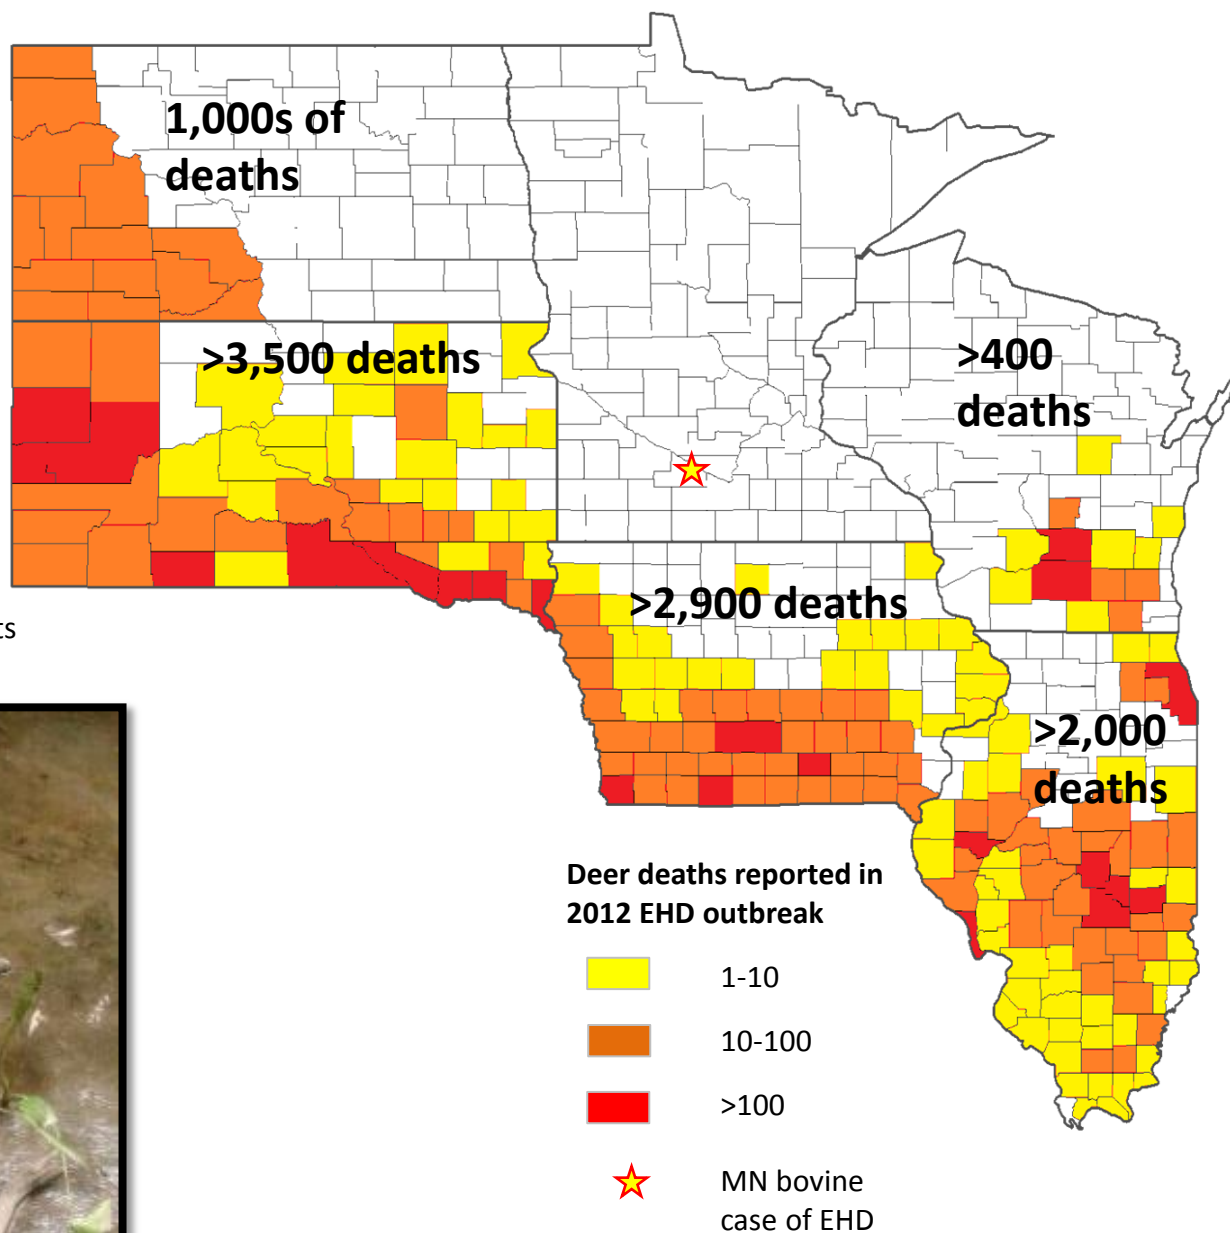 1,000s of
deaths
>3,500 deaths
>400
deaths
>2,900 deaths
>2,000
deaths
Deer deaths reported in
2012 EHD outbreak
1-10
10-100
>100
MN bovine
case of EHD